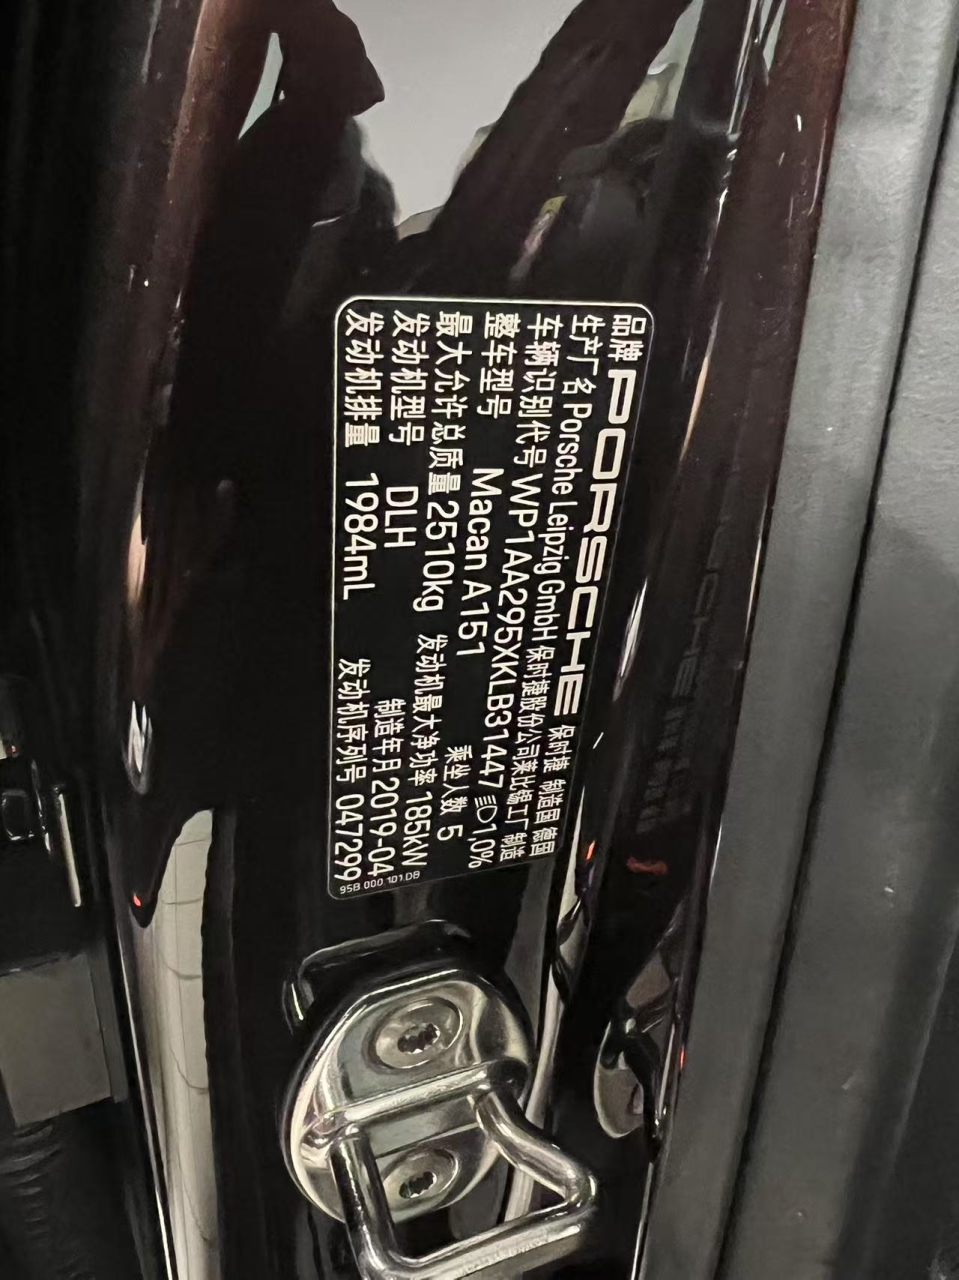 品牌 PORSCHE 保时捷 制造国 德国
生产厂名 Porsche Leipzig GmbH 保时捷股份公司莱比锡工厂 制造
车辆识别代号 WP1AA295XKLB31447 1,0%
整车型号 Macan A151 乘坐人数 5
最大允许总质量 2510kg 发动机最大净功率 185kW
发动机型号 DLH 制造年月 2019-04
发动机排量 1984mL 发动机序列号 047299
95B.000.101.DB